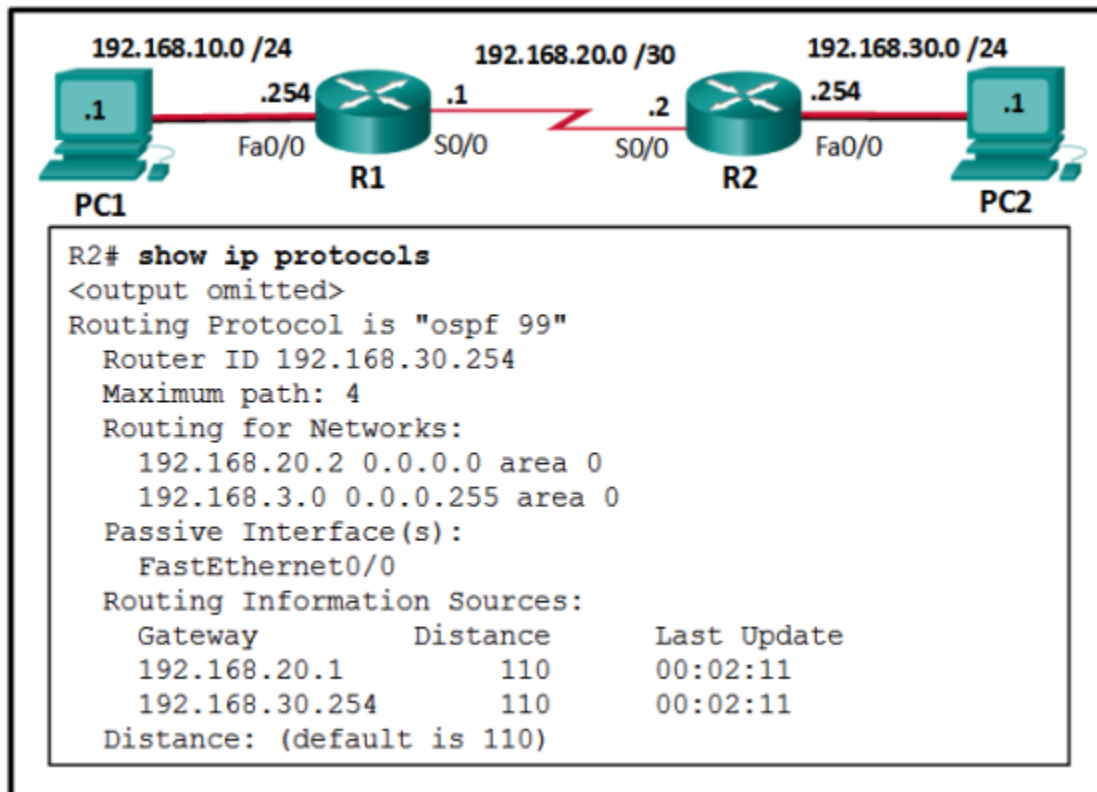 192.168.10.0 /24
192.168.20.0 /30
192.168.30.0 /24
.1
.254
.1
.2
.254
.1
Fa0/0
S0/0
S0/0
Fa0/0
R1
R2
PC1
PC2
R2# show ip protocols
<output omitted>
Routing Protocol is "ospf 99"
Router ID 192.168.30.254
Maximum path: 4
Routing for Networks:
192.168.20.2 0.0.0.0 area 0
192.168.3.0 0.0.0.255 area 0
Passive Interface(s):
FastEthernet0/0
Routing Information Sources:
Gateway Distance Last Update
192.168.20.1 110 00:02:11
192.168.30.254 110 00:02:11
Distance: (default is 110)